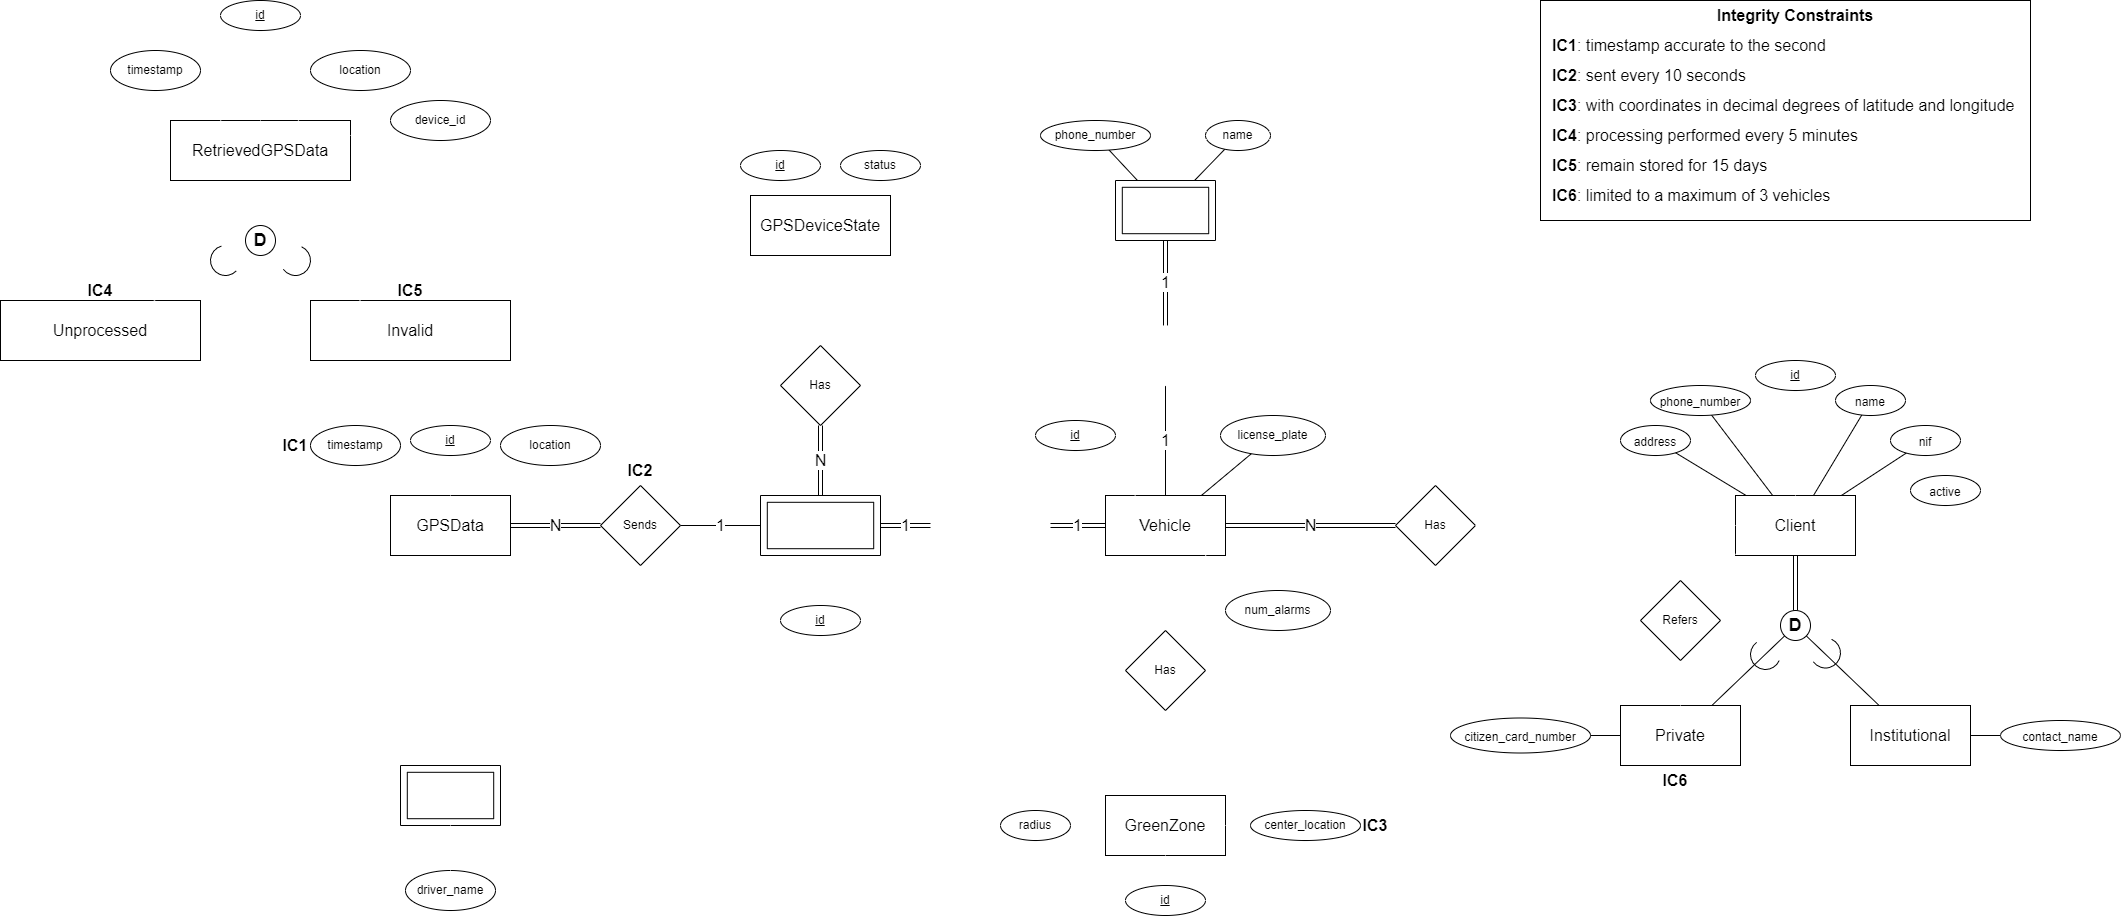 id
timestamp
location
device_id
RetrievedGPSData
D
IC4
IC5
Unprocessed
Invalid
id
status
GPSDeviceState
phone_number
name
1
Integrity Constraints
IC1: timestamp accurate to the second
IC2: sent every 10 seconds
IC3: with coordinates in decimal degrees of latitude and longitude
IC4: processing performed every 5 minutes
IC5: remain stored for 15 days
IC6: limited to a maximum of 3 vehicles
Has
N
IC1
timestamp
id
location
IC2
GPSData
N
Sends
1
1
id
1
id
license_plate
1
Vehicle
N
Has
num_alarms
Has
id
phone_number
name
address
nif
active
Client
Refers
D
citizen_card_number
Private
Institutional
contact_name
IC6
driver_name
radius
GreenZone
center_location
IC3
id